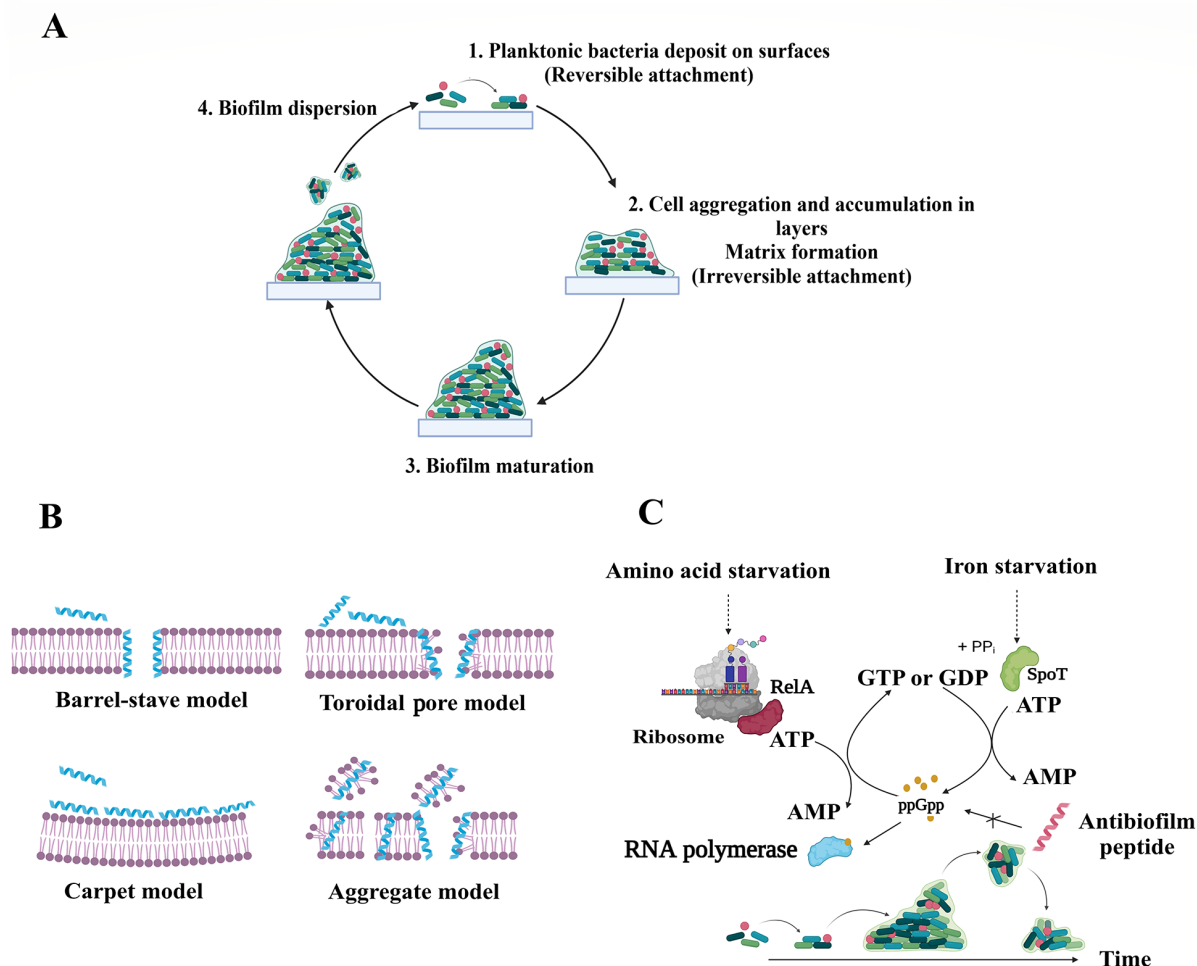 A
1. Planktonic bacteria deposit on surfaces
(Reversible attachment)
4. Biofilm dispersion
2. Cell aggregation and accumulation in
layers
Matrix formation
(Irreversible attachment)
3. Biofilm maturation
B
Barrel-stave model
Toroidal pore model
Carpet model
Aggregate model
C
Amino acid starvation
Iron starvation
+ PPi
GTP or GDP
SpoT
RelA
ATP
Ribosome
ATP
AMP
ppGpp
AMP
RNA polymerase
Antibiofilm
peptide
Time